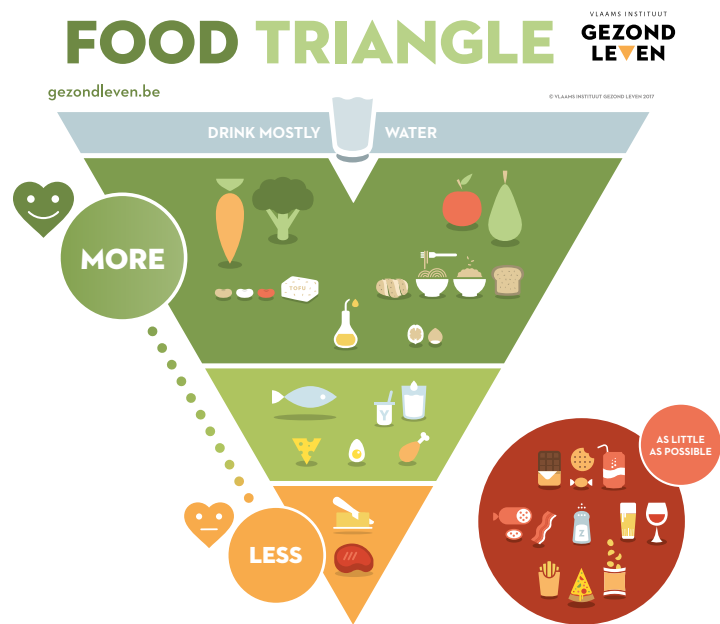 FOOD TRIANGLE
VLAAMS INSTITUUT
GEZOND
LEVEN
gezondleven.be
© VLAAMS INSTITUUT GEZOND LEVEN 2017
DRINK MOSTLY WATER
MORE
TOFU
Y
LESS
AS LITTLE
AS POSSIBLE
Z